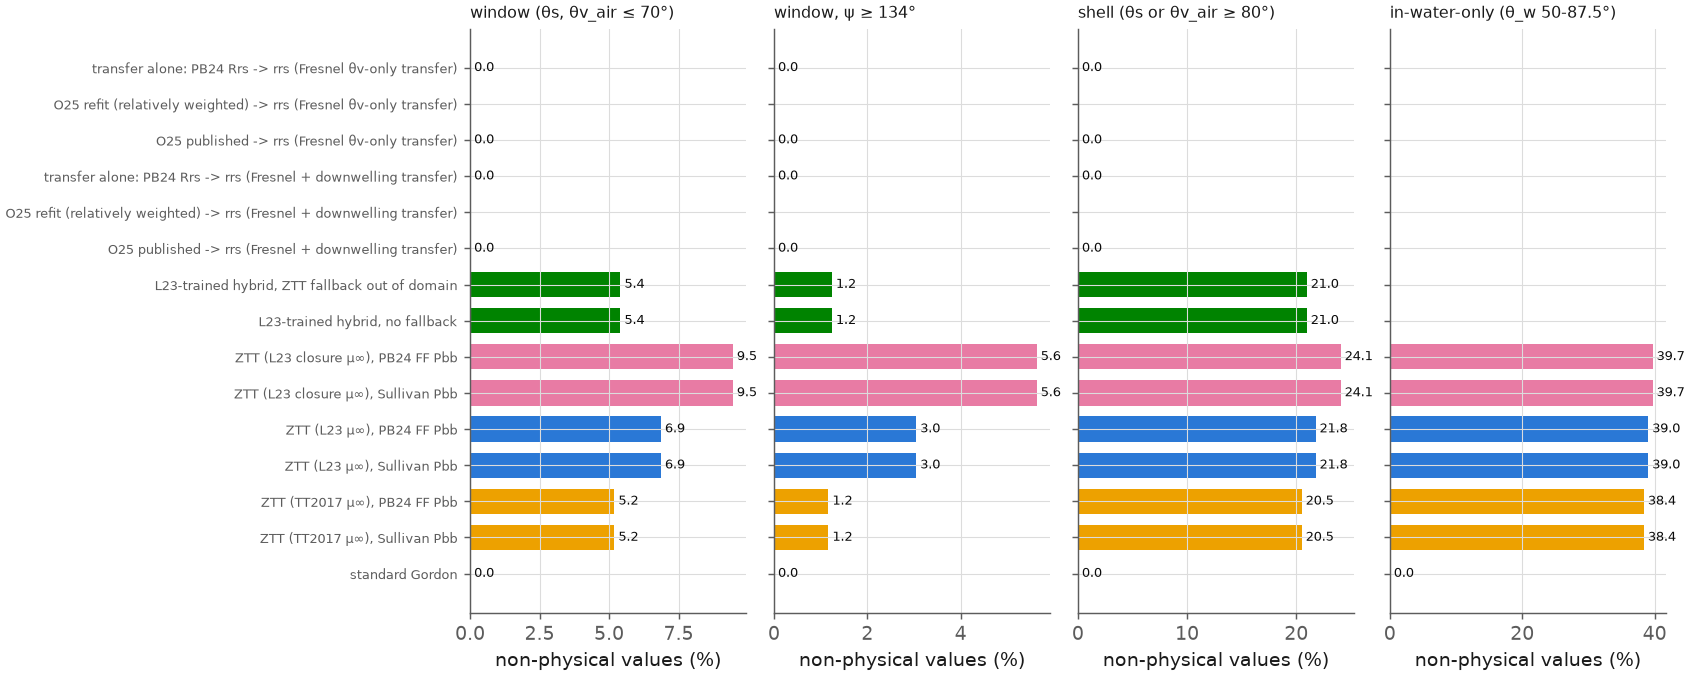 window (θs, θv_air ≤ 70°)
window, ψ ≥ 134°
shell (θs or θv_air ≥ 80°)
in-water-only (θ_w 50-87.5°)
transfer alone: PB24 Rrs -> rrs (Fresnel θv-only transfer) 0.0 0.0 0.0
O25 refit (relatively weighted) -> rrs (Fresnel θv-only transfer)
O25 published -> rrs (Fresnel θv-only transfer) 0.0 0.0 0.0
transfer alone: PB24 Rrs -> rrs (Fresnel + downwelling transfer) 0.0 0.0 0.0
O25 refit (relatively weighted) -> rrs (Fresnel + downwelling transfer)
O25 published -> rrs (Fresnel + downwelling transfer) 0.0 0.0 0.0
L23-trained hybrid, ZTT fallback out of domain 5.4 1.2 21.0
L23-trained hybrid, no fallback 5.4 1.2 21.0
ZTT (L23 closure μ∞), PB24 FF Pbb 9.5 5.6 24.1 39.7
ZTT (L23 closure μ∞), Sullivan Pbb 9.5 5.6 24.1 39.7
ZTT (L23 μ∞), PB24 FF Pbb 6.9 3.0 21.8 39.0
ZTT (L23 μ∞), Sullivan Pbb 6.9 3.0 21.8 39.0
ZTT (TT2017 μ∞), PB24 FF Pbb 5.2 1.2 20.5 38.4
ZTT (TT2017 μ∞), Sullivan Pbb 5.2 1.2 20.5 38.4
standard Gordon 0.0 0.0 0.0 0.0
0.0 2.5 5.0 7.5
0 2 4
0 10 20
0 20 40
non-physical values (%)
non-physical values (%)
non-physical values (%)
non-physical values (%)